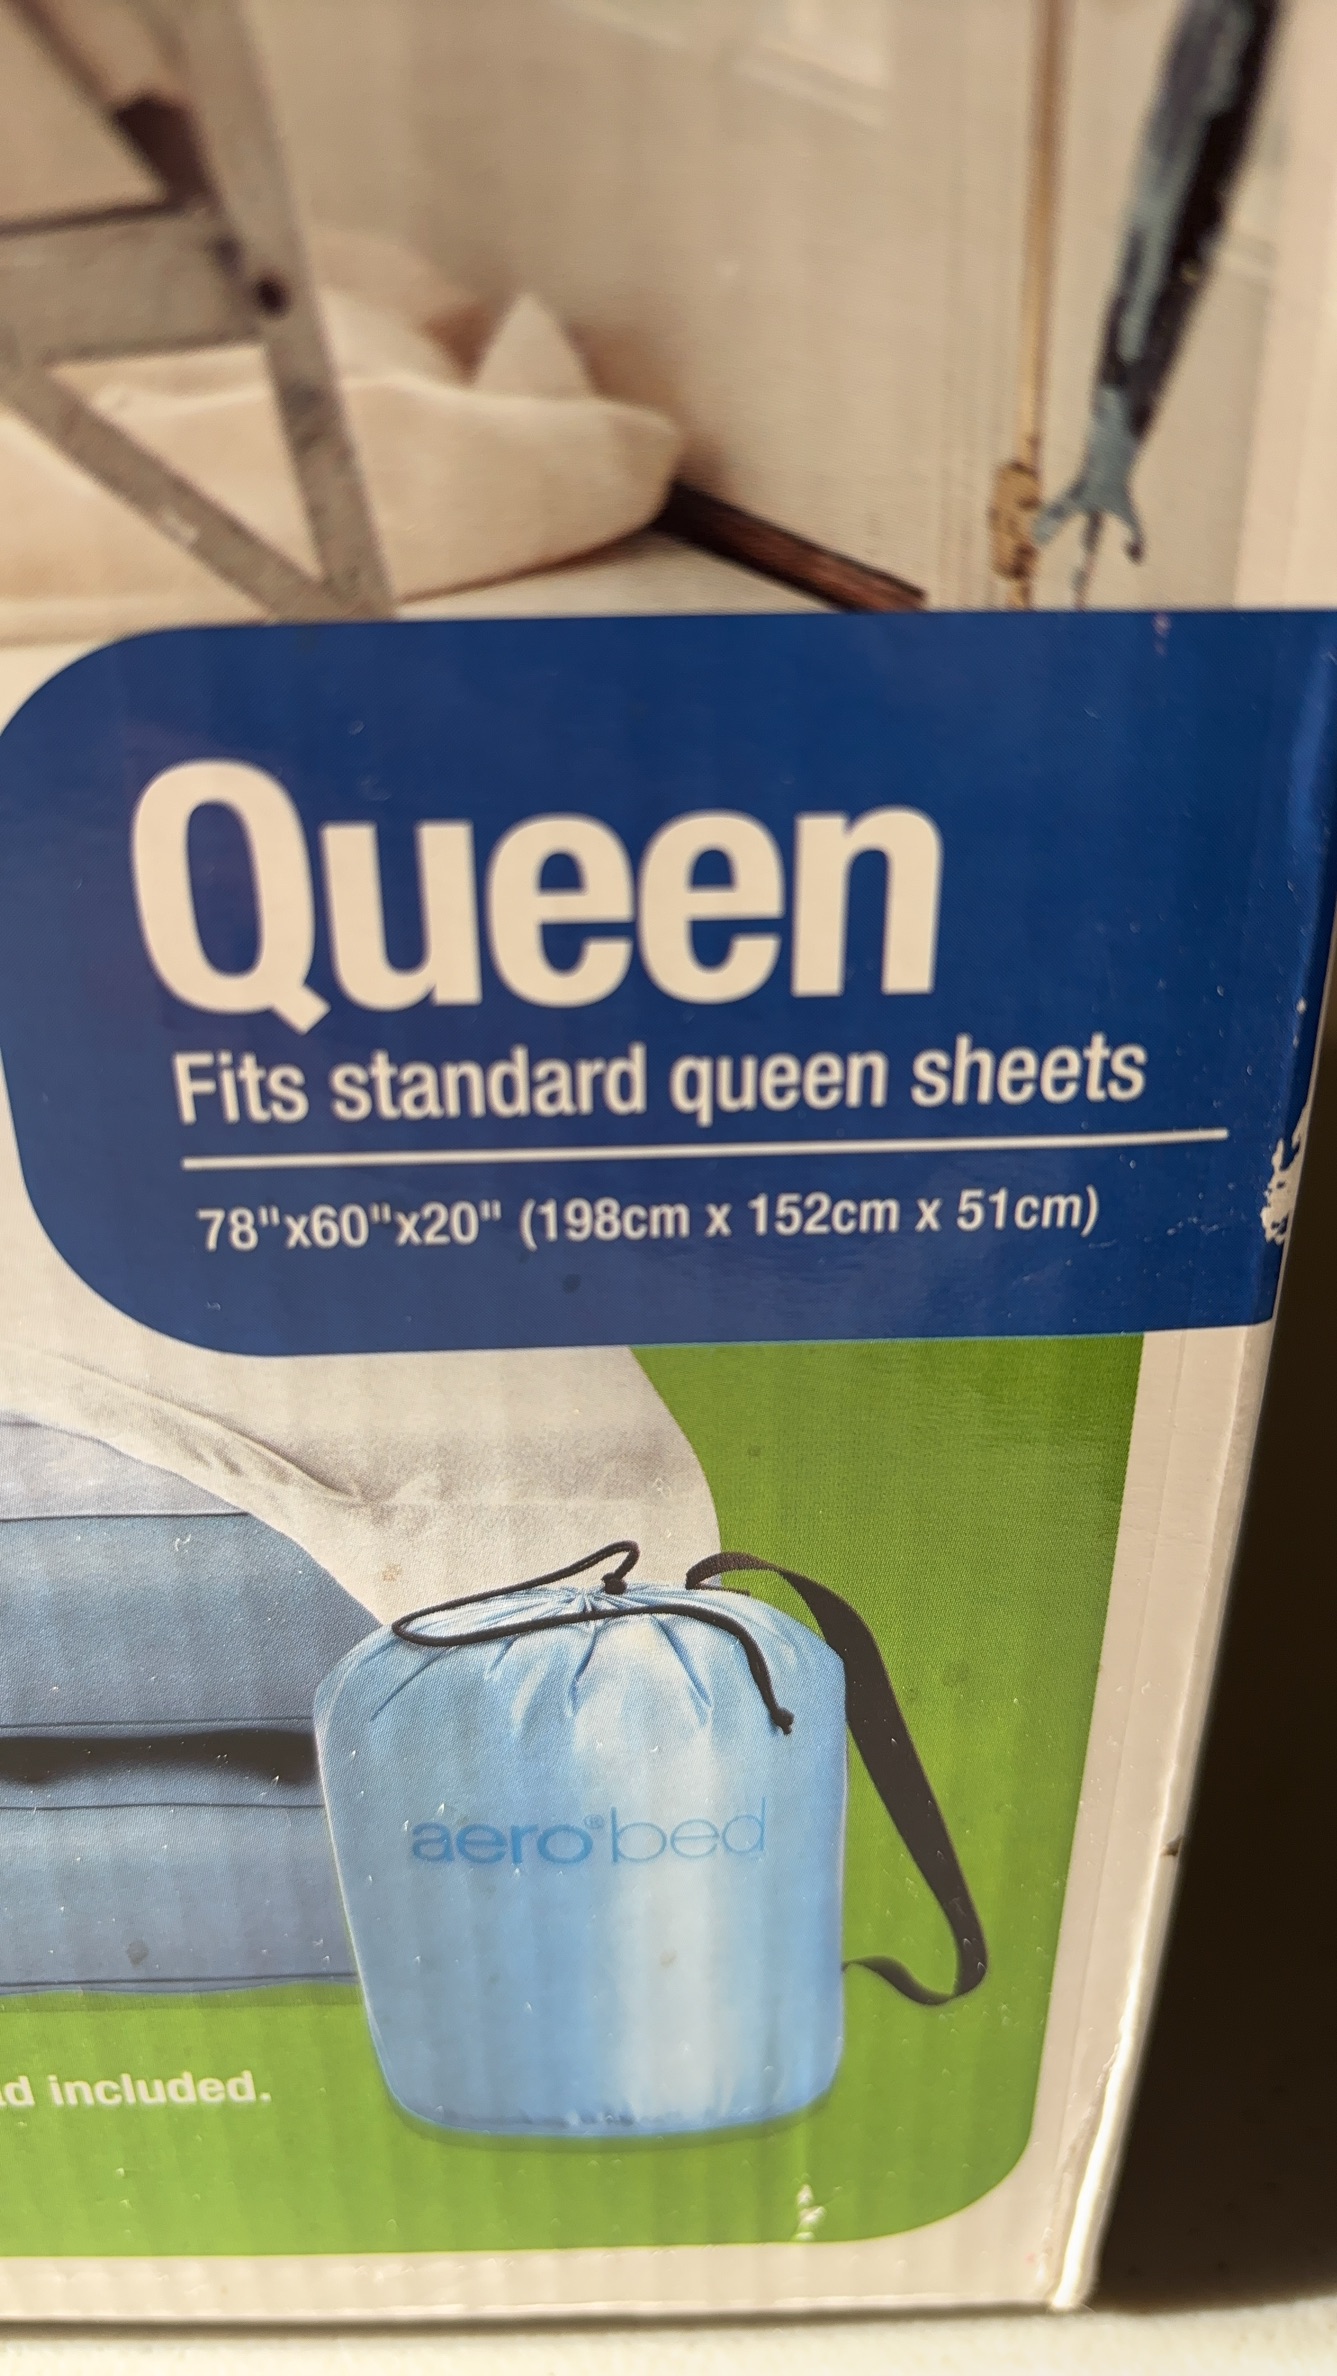 Queen
Fits standard queen sheets
78"x60"x20" (198cm x 152cm x 51cm)
aero® bed
included.